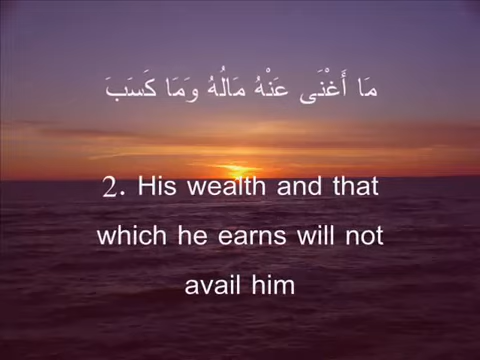 مَا أَغْنَى عَنْهُ مَالُهُ وَمَا كَسَبَ
2. His wealth and that
which he earns will not
avail him